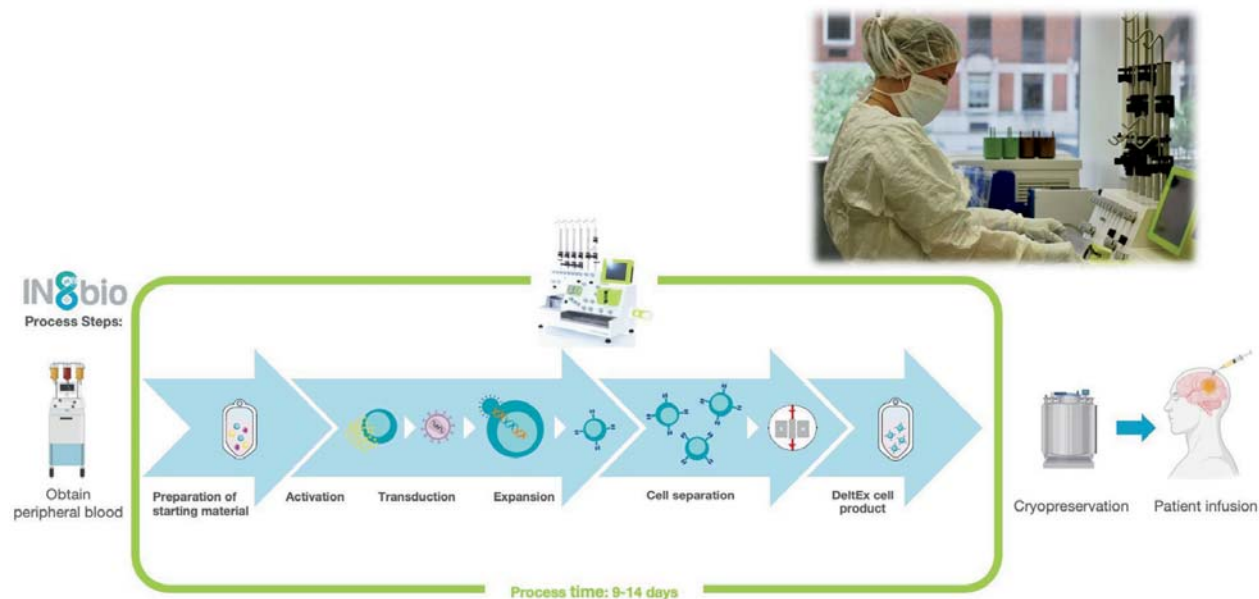 IN8bio
Process Steps:
Obtain
peripheral blood
Preparation of
starting material
Activation
Transduction
Expansion
Cell separation
DeltEx cell
product
Cryopreservation
Patient infusion
Process time: 9-14 days